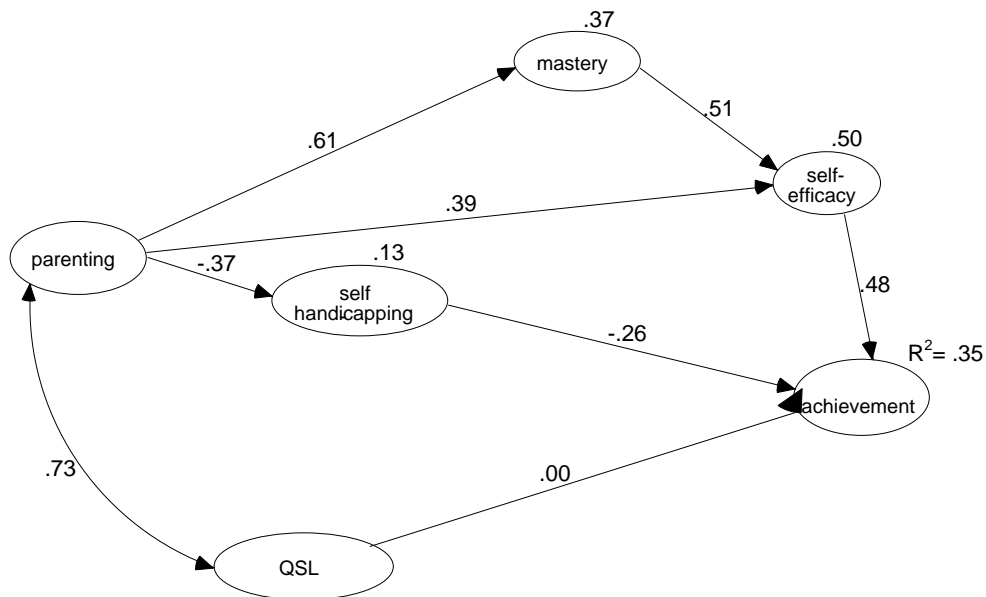 .37
mastery
.51
.61
.50
self-
efficacy
.39
parenting
-.37
.13
self
handicapping
.48
-.26
R²= .35
achievement
.73
.00
QSL